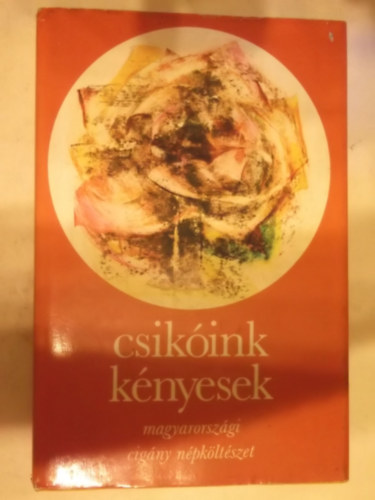 csikóink
kényesek
magyarországi
cigány népköltészet